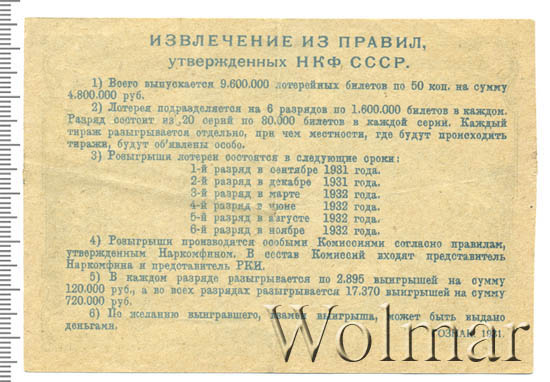 ИЗВЛЕЧЕНИЕ ИЗ ПРАВИЛ,
утвержденных НКФ СССР.
1) Всего выпускается 9.600.000 лотерейных билетов по 50 коп. на сумму
4.800.000 руб.
2) Лотерея подразделяется на 6 разрядов по 1.600.000 билетов в каждом.
Разряд состоит из 20 серий по 80.000 билетов в каждой серии. Каждый
тираж разыгрывается отдельно, при чем местности, где будут происходить
тиражи, будут об'явлены особо.
3) Розыгрыши лотереи состоятся в следующие сроки:
1-й разряд в сентябре 1931 года.
2-й разряд в декабре 1931 года.
3-й разряд в марте 1932 года.
4-й разряд в июне 1932 года.
5-й разряд в августе 1932 года.
6-й разряд в ноябре 1932 года.
4) Розыгрыши производятся особыми Комиссиями согласно правилам,
утвержденным Наркомфином. В состав Комиссий входят представитель
Наркомфина и представитель РКИ.
5) В каждом разряде разыгрывается по 2.895 выигрышей на сумму
120.000 руб., а во всех разрядах разыгрывается 17.370 выигрышей на сумму
720.000 руб.
6) По желанию выигравшего, взамен выигрыша, может быть выдано
деньгами.
ГОЗНАК. 1931.
Wolmar